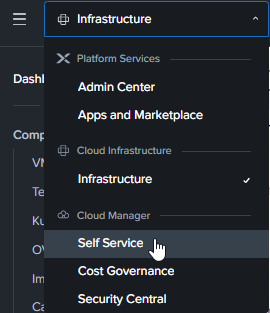 Infrastructure
Platform Services
Dashb
Admin Center
Apps and Marketplace
Comp
Cloud Infrastructure
VM
Infrastructure
Te
Ku
Cloud Manager
OV
Self Service
Im
Cost Governance
Ca
Security Central